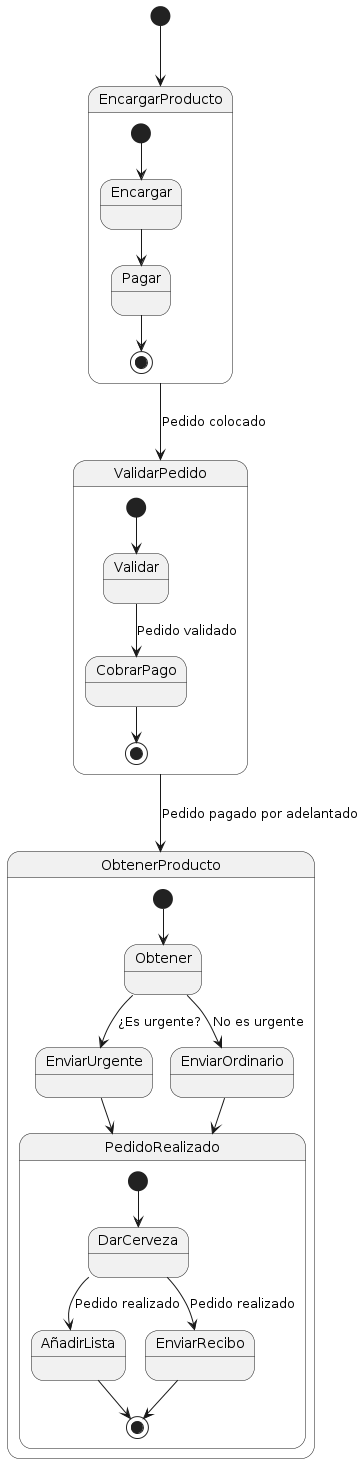 EncargarProducto
Encargar
Pagar
Pedido colocado
ValidarPedido
Validar
Pedido validado
CobrarPago
Pedido pagado por adelantado
ObtenerProducto
Obtener
¿Es urgente?
No es urgente
EnviarUrgente
EnviarOrdinario
PedidoRealizado
DarCerveza
Pedido realizado
Pedido realizado
AñadirLista
EnviarRecibo